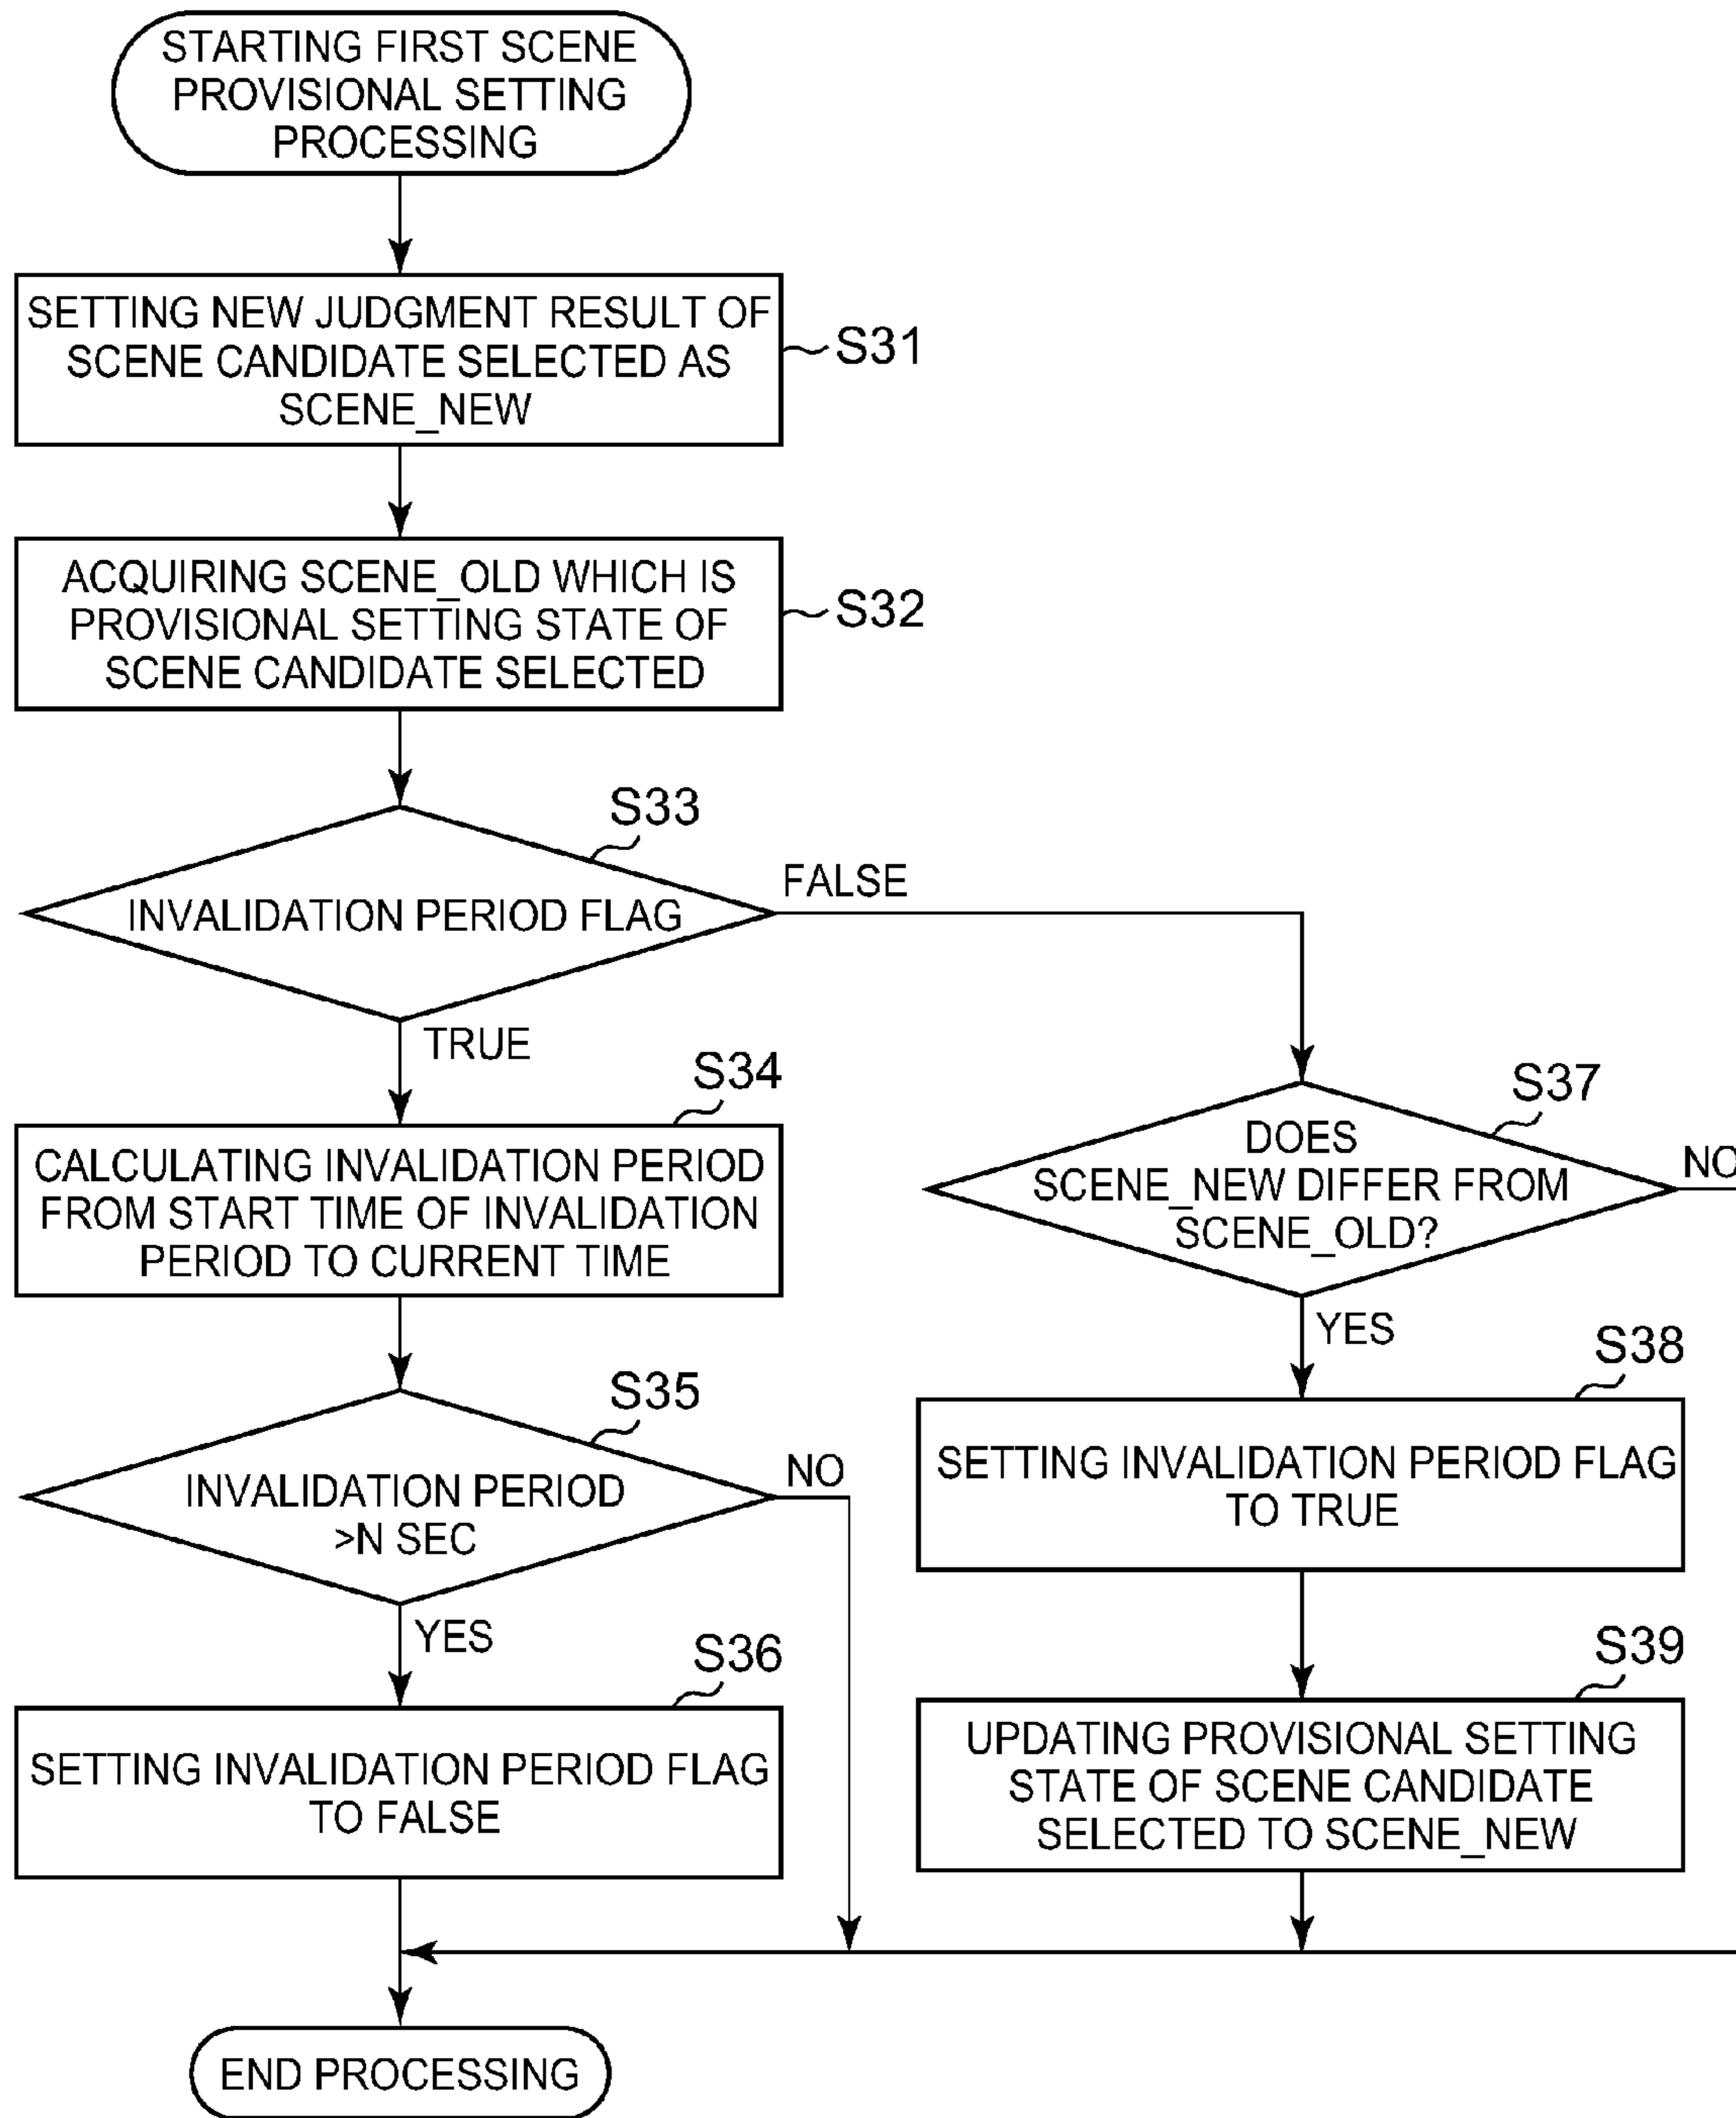 STARTING FIRST SCENE
PROVISIONAL SETTING
PROCESSING
SETTING NEW JUDGMENT RESULT OF
SCENE CANDIDATE SELECTED AS
SCENE_NEW
S31
ACQUIRING SCENE_OLD WHICH IS
PROVISIONAL SETTING STATE OF
SCENE CANDIDATE SELECTED
S32
S33
INVALIDATION PERIOD FLAG
FALSE
TRUE
S34
CALCULATING INVALIDATION PERIOD
FROM START TIME OF INVALIDATION
PERIOD TO CURRENT TIME
S35
INVALIDATION PERIOD
>N SEC
NO
YES
S36
SETTING INVALIDATION PERIOD FLAG
TO FALSE
S37
DOES
SCENE_NEW DIFFER FROM
SCENE_OLD?
NO
YES
S38
SETTING INVALIDATION PERIOD FLAG
TO TRUE
S39
UPDATING PROVISIONAL SETTING
STATE OF SCENE CANDIDATE
SELECTED TO SCENE_NEW
END PROCESSING